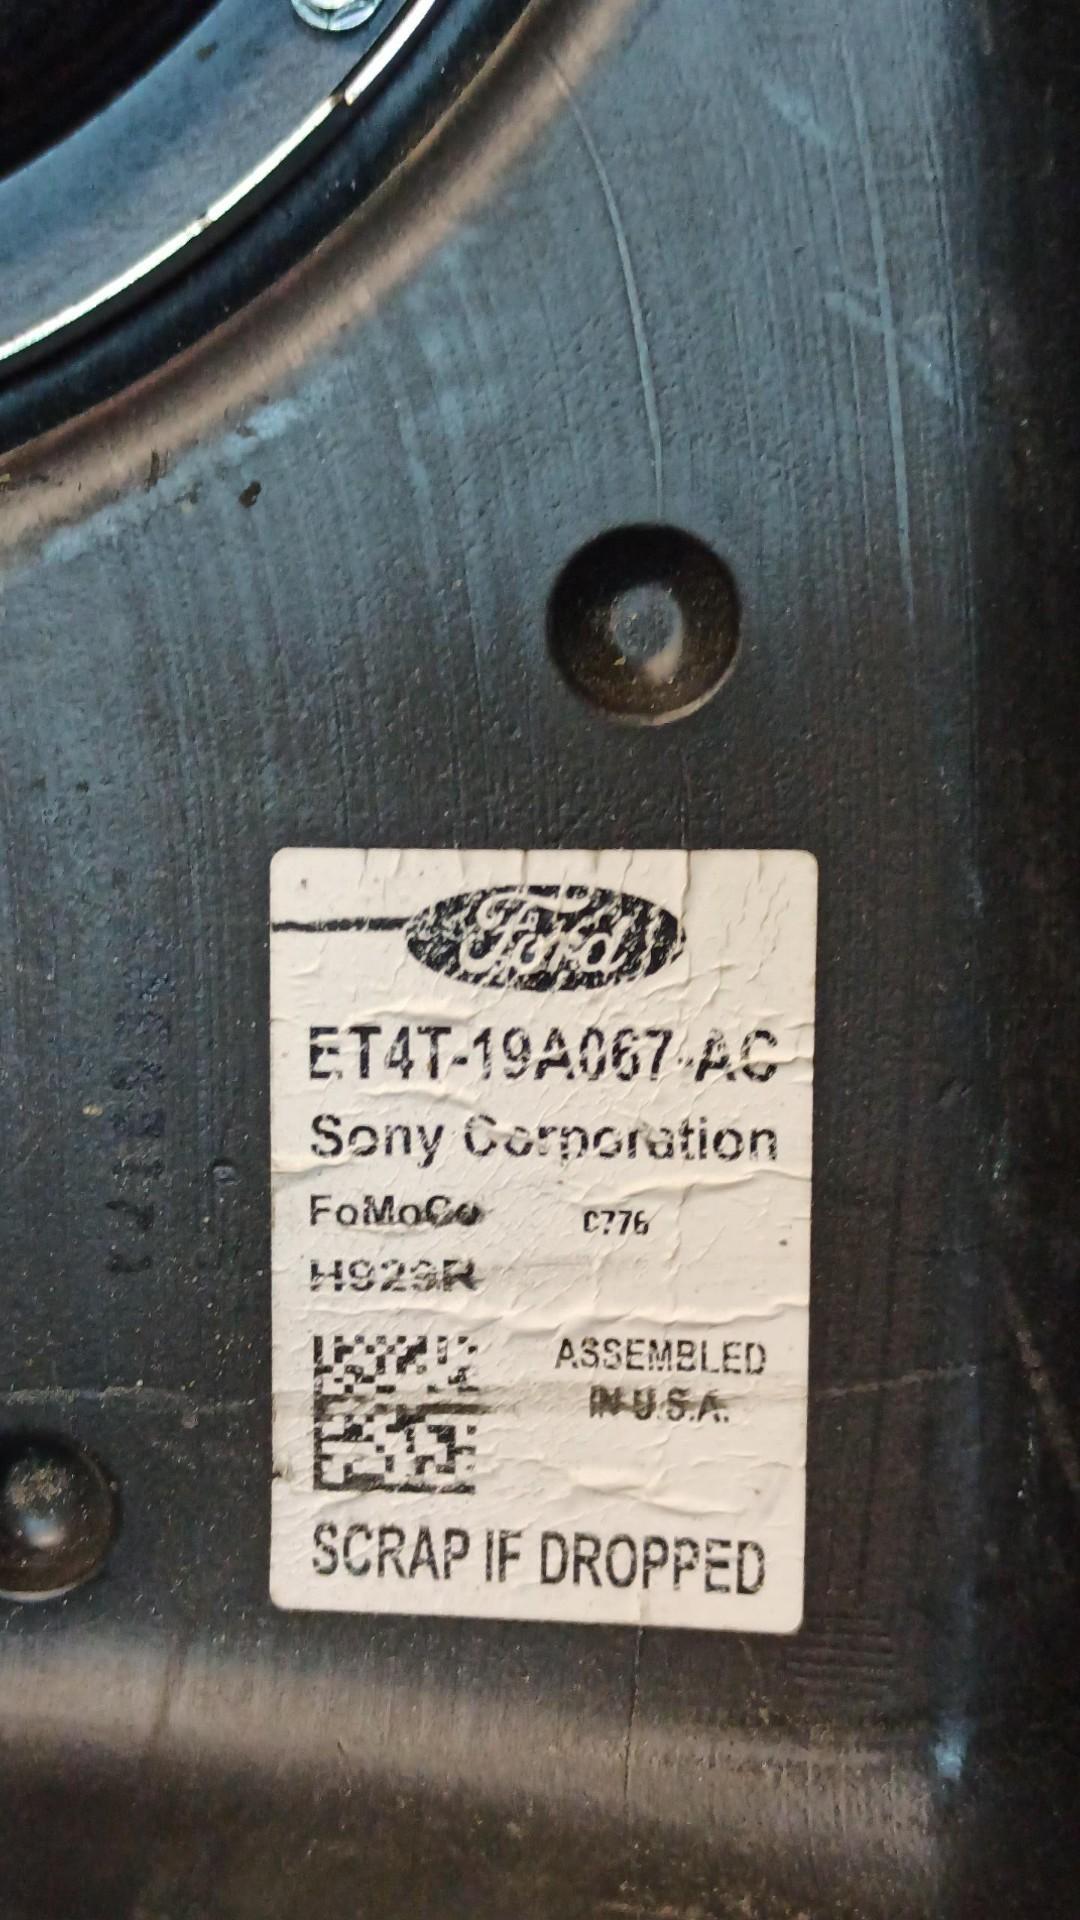 Ford
ET4T-19A067-AC
Sony Corporation
FoMoCo C776
H929R
ASSEMBLED
IN U.S.A.
SCRAP IF DROPPED